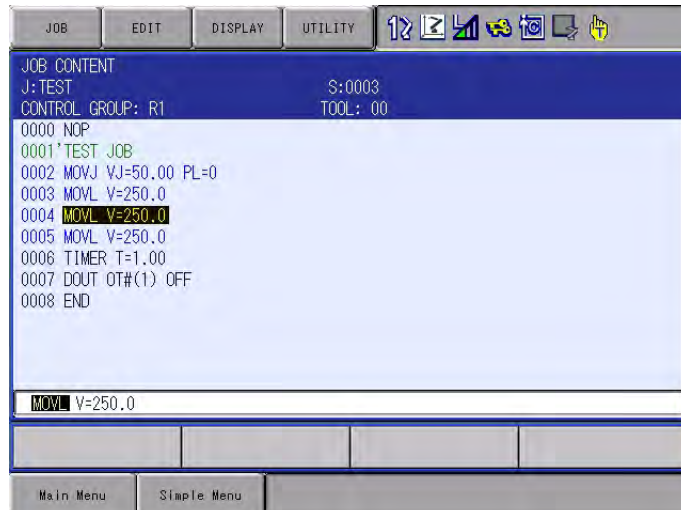 JOB EDIT DISPLAY UTILITY
JOB CONTENT
J:TEST S:0003
CONTROL GROUP: R1 TOOL: 00
0000 NOP
0001'TEST JOB
0002 MOVJ VJ=50.00 PL=0
0003 MOVL V=250.0
0004 MOVL V=250.0
0005 MOVL V=250.0
0006 TIMER T=1.00
0007 DOUT OT#(1) OFF
0008 END
MOVL V=250.0
Main Menu Simple Menu